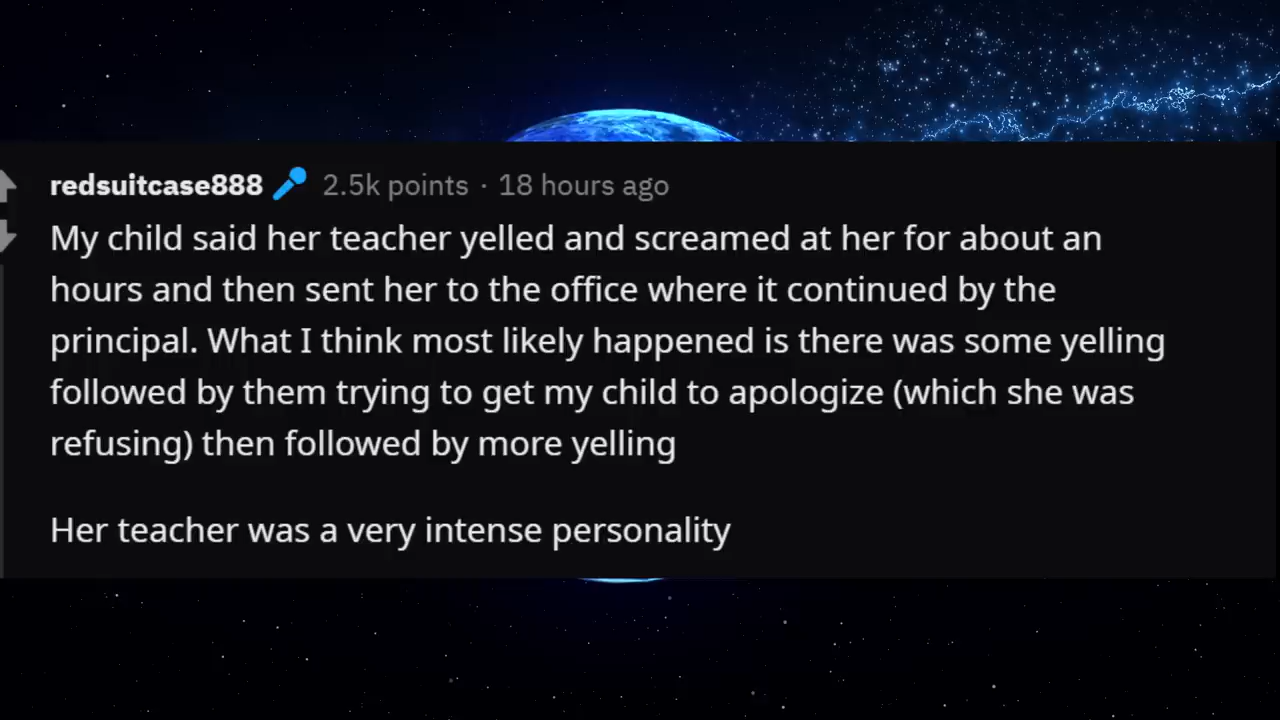 redsuitcase888 🎤 2.5k points · 18 hours ago
My child said her teacher yelled and screamed at her for about an
hours and then sent her to the office where it continued by the
principal. What I think most likely happened is there was some yelling
followed by them trying to get my child to apologize (which she was
refusing) then followed by more yelling
Her teacher was a very intense personality